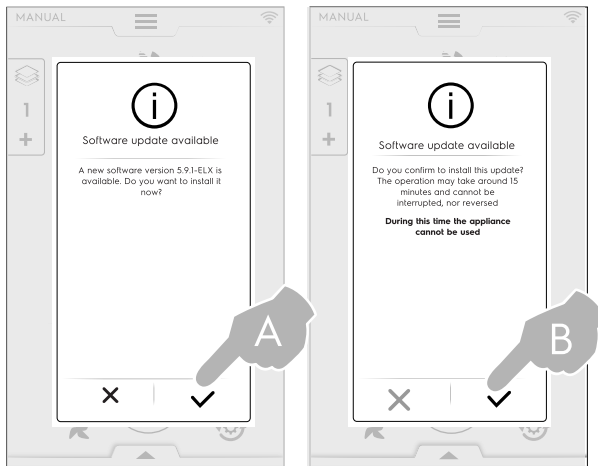 MANUAL
1
+
Software update available
A new software version 5.9.1-ELX is
available. Do you want to install it
now?
A
MANUAL
1
+
Software update available
Do you confirm to install this update?
The operation may take around 15
minutes and cannot be
interrupted, nor reversed
During this time the appliance
cannot be used
B